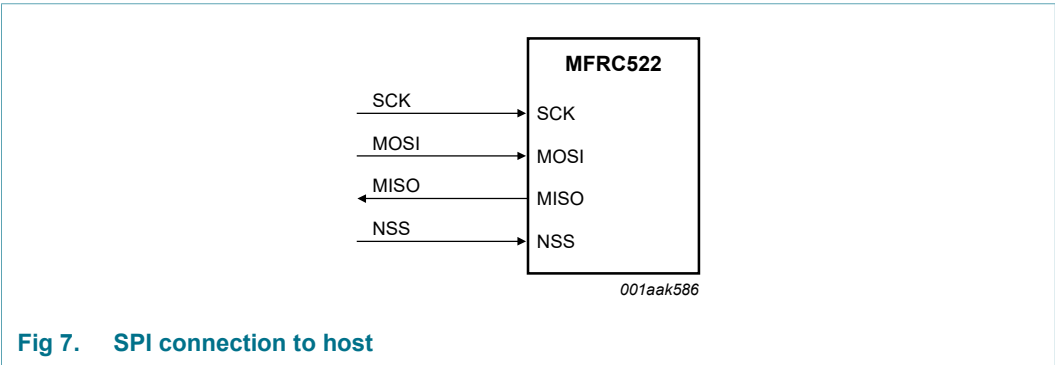 MFRC522
SCK SCK
MOSI MOSI
MISO MISO
NSS NSS
001aak586
Fig 7. SPI connection to host